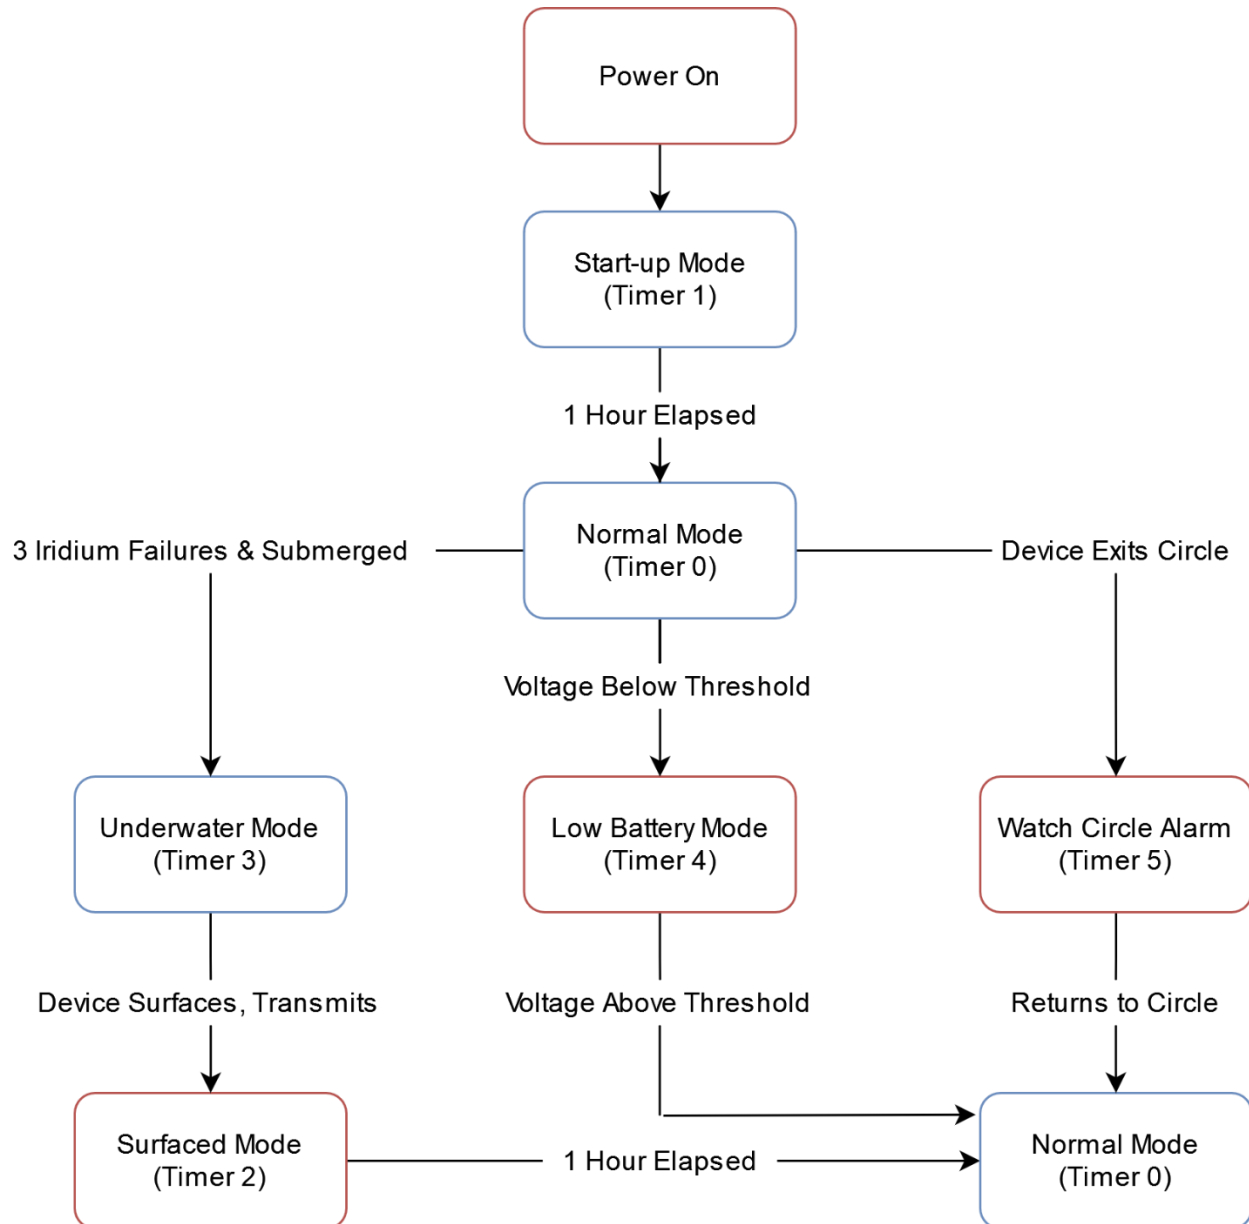 Power On
Start-up Mode
(Timer 1)
1 Hour Elapsed
Normal Mode
(Timer 0)
3 Iridium Failures & Submerged
Device Exits Circle
Voltage Below Threshold
Underwater Mode
(Timer 3)
Low Battery Mode
(Timer 4)
Watch Circle Alarm
(Timer 5)
Device Surfaces, Transmits
Voltage Above Threshold
Returns to Circle
Surfaced Mode
(Timer 2)
1 Hour Elapsed
Normal Mode
(Timer 0)